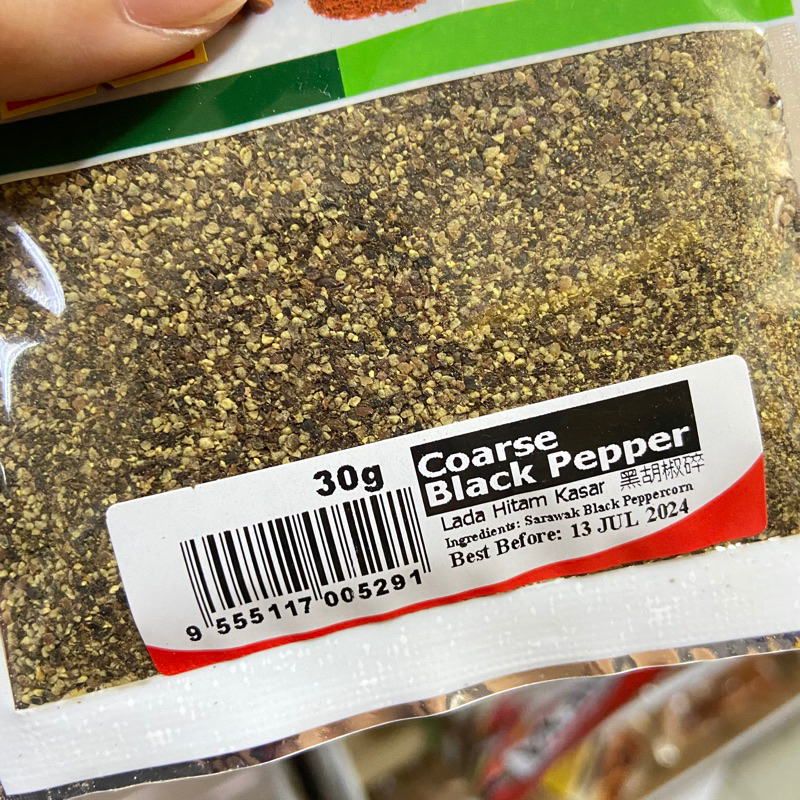 30g
Coarse
Black Pepper
Lada Hitam Kasar 黑胡椒碎
Ingredients: Sarawak Black Peppercorn
Best Before: 13 JUL 2024
9 555117 005291